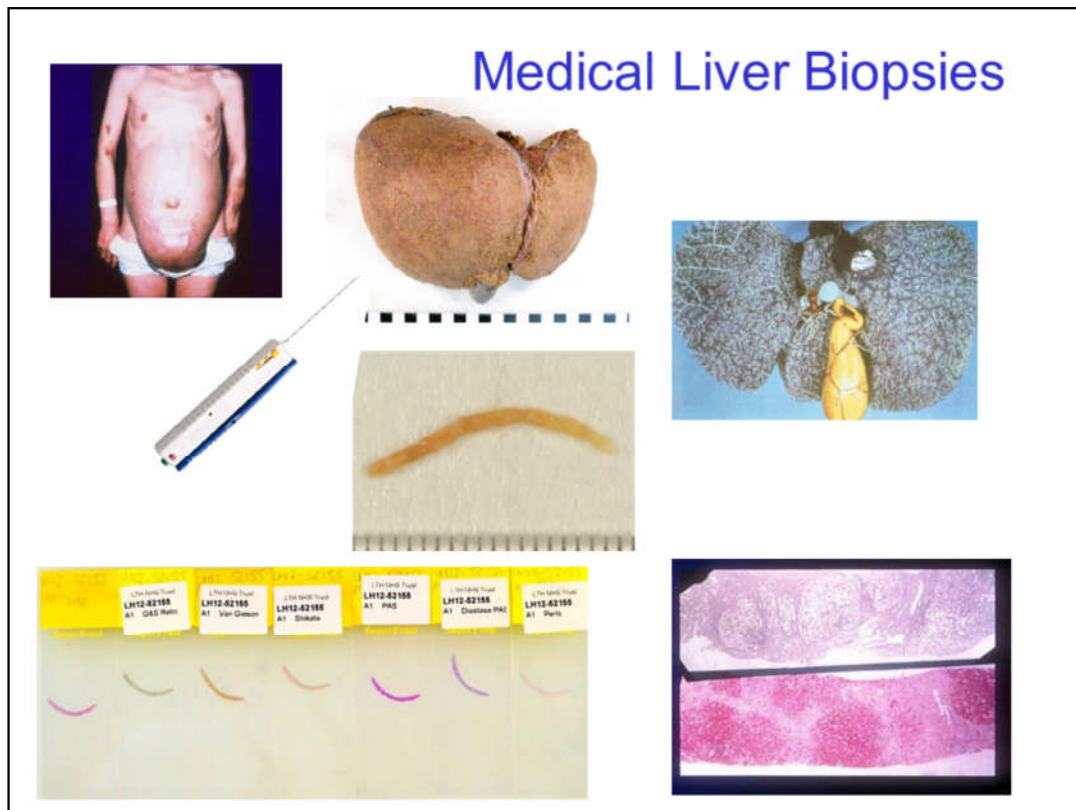 Medical Liver Biopsies
LTH NHS Trust
LH12-52155
A1 G&S Retic
LTH NHS Trust
LH12-52155
A1 Van Gieson
LTH NHS Trust
LH12-52155
A1 Shikata
LTH NHS Trust
LH12-52155
A1 PAS
LTH NHS Trust
LH12-52155
A1 Diastase PAS
LTH NHS Trust
LH12-52155
A1 Perls